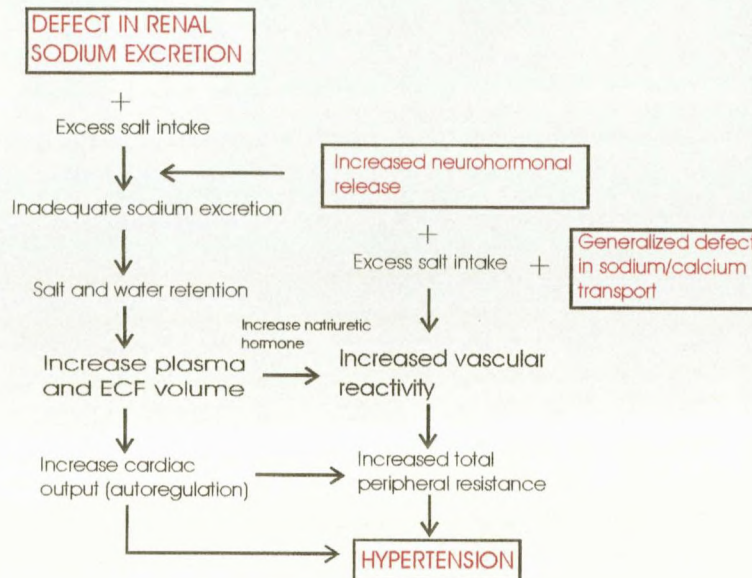 DEFECT IN RENAL
SODIUM EXCRETION
+
Excess salt intake
Increased neurohormonal
release
Inadequate sodium excretion
+
Excess salt intake
+
Generalized defect
in sodium/calcium
transport
Salt and water retention
Increase natriuretic
hormone
Increase plasma
and ECF volume
Increased vascular
reactivity
Increase cardiac
output (autoregulation)
Increased total
peripheral resistance
HYPERTENSION